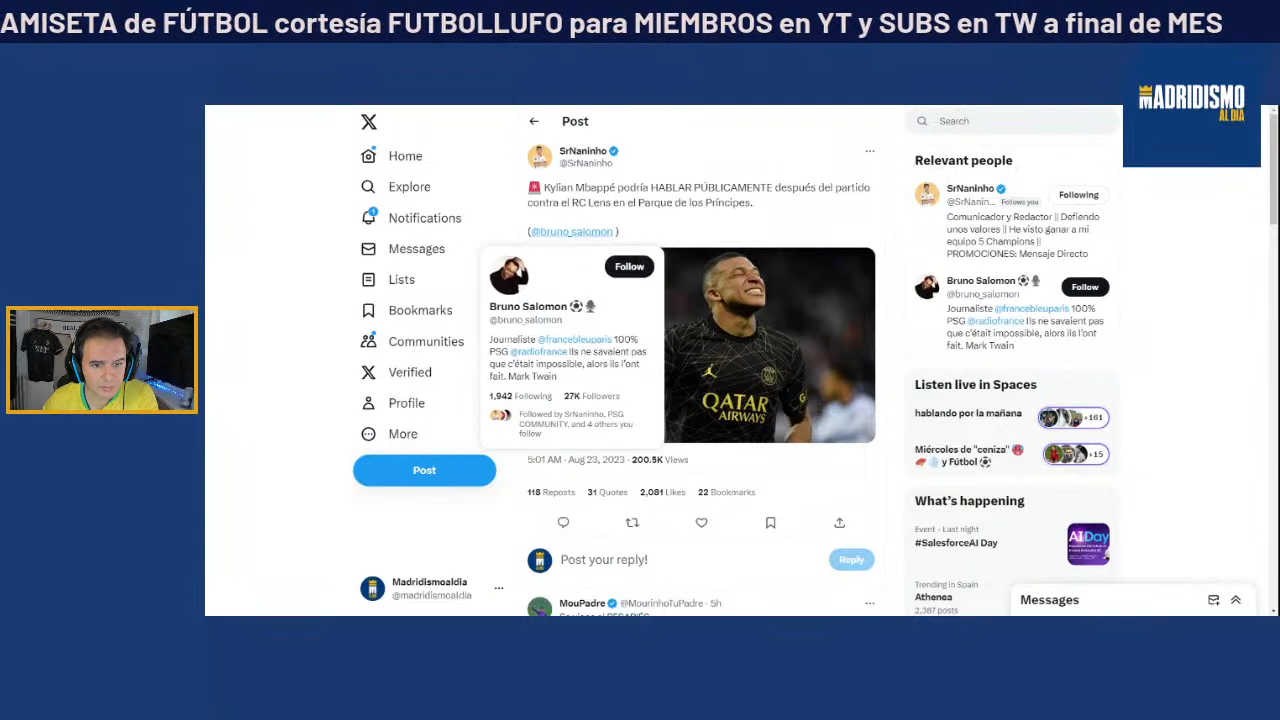 AMISETA de FÚTBOL cortesía FUTBOLLUFO para MIEMBROS en YT y SUBS en TW a final de MES
MADRIDISMO
AL DIA
Home
Explore
Notifications
Messages
Lists
Bookmarks
Communities
Verified
Profile
More
Post
Madridismoaldia
@madridismoaldia
Post
SrNaninho
@SrNaninho
Kylian Mbappé podría HABLAR PÚBLICAMENTE después del partido
contra el RC Lens en el Parque de los Príncipes.
(@bruno_salomon )
Follow
Bruno Salomon
@bruno_salomon
Journaliste @francebleuparis 100%
PSG @radiofrance Ils ne savaient pas
que c'était impossible, alors ils l'ont
fait. Mark Twain
1,942 Following 27K Followers
Followed by SrNaninho, PSG
COMMUNITY, and 4 others you
follow
QATAR
AIRWAYS
5:01 AM · Aug 23, 2023 · 200.5K Views
118 Reposts 31 Quotes 2,081 Likes 22 Bookmarks
Post your reply!
Reply
MouPadre @MourinhoTuPadre · 5h
Search
Relevant people
SrNaninho
@SrNanin... Follows you
Following
Comunicador y Redactor || Defiendo
unos valores || He visto ganar a mi
equipo 5 Champions ||
PROMOCIONES: Mensaje Directo
Bruno Salomon
@bruno_salomon
Follow
Journaliste @francebleuparis 100%
PSG @radiofrance Ils ne savaient pas
que c'était impossible, alors ils l'ont
fait. Mark Twain
Listen live in Spaces
hablando por la mañana
+161
Miércoles de "ceniza"
y Fútbol
+15
What's happening
Event · Last night
#SalesforceAI Day
AI Day
Trending in Spain
Athenea
2,387 posts
Messages